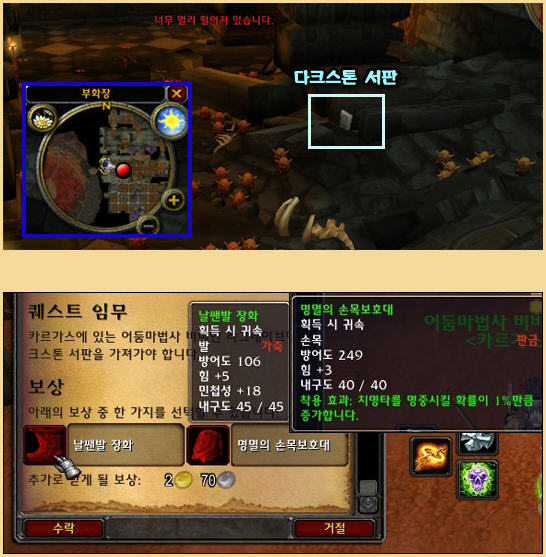 너무 멀리 떨어져 있습니다.
다크스톤 서판
부화장
N
퀘스트 임무
카르가스에 있는 어둠마법사 비
크스톤 서판을 가져가야 합니다
보상
아래의 보상 중 한 가지를 선택할
날쌘발 장화
명멸의 손목보호대
추가로 받게 될 보상: 2 70
수락
거절
날쌘발 장화
획득 시 귀속
발 가죽
방어도 106
힘 +5
민첩성 +18
내구도 45 / 45
명멸의 손목보호대
획득 시 귀속
손목 판금
방어도 249
힘 +3
내구도 40 / 40
착용 효과: 치명타를 명중시킬 확률이 1%만큼
증가합니다.
어둠마법사 비
<카르